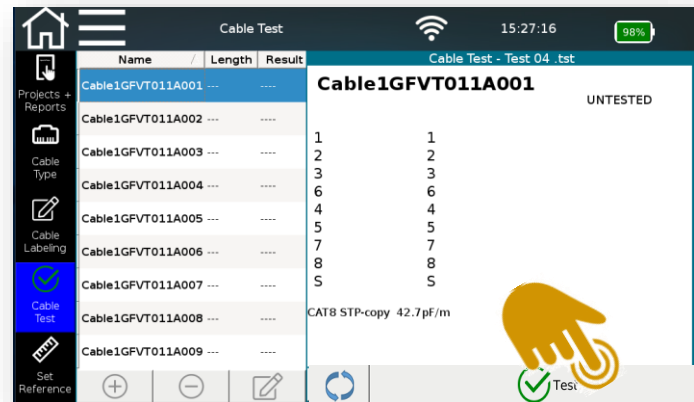 Cable Test 15:27:16 98%
Name / Length Result
Cable Test - Test 04 .tst
Projects + Reports
Cable Type
Cable Labeling
Cable Test
Set Reference
Cable1GFVT011A001 --- ----
Cable1GFVT011A002 --- ----
Cable1GFVT011A003 --- ----
Cable1GFVT011A004 --- ----
Cable1GFVT011A005 --- ----
Cable1GFVT011A006 --- ----
Cable1GFVT011A007 --- ----
Cable1GFVT011A008 --- ----
Cable1GFVT011A009 --- ----
Cable1GFVT011A001
UNTESTED
1 1
2 2
3 3
6 6
4 4
5 5
7 7
8 8
S S
CAT8 STP-copy 42.7pF/m
Test